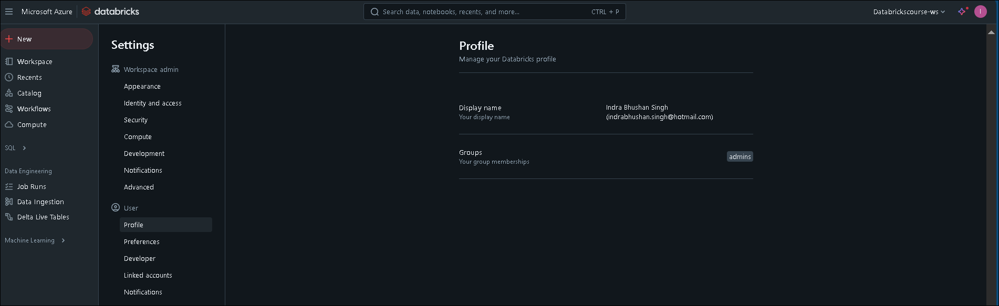 Microsoft Azure databricks
Search data, notebooks, recents, and more... CTRL + P
Databrickscourse-ws
I
New
Workspace
Recents
Catalog
Workflows
Compute
SQL
Data Engineering
Job Runs
Data Ingestion
Delta Live Tables
Machine Learning
Settings
Workspace admin
Appearance
Identity and access
Security
Compute
Development
Notifications
Advanced
User
Profile
Preferences
Developer
Linked accounts
Notifications
Profile
Manage your Databricks profile
Display name
Your display name
Indra Bhushan Singh
(indrabhushan.singh@hotmail.com)
Groups
Your group memberships
admins